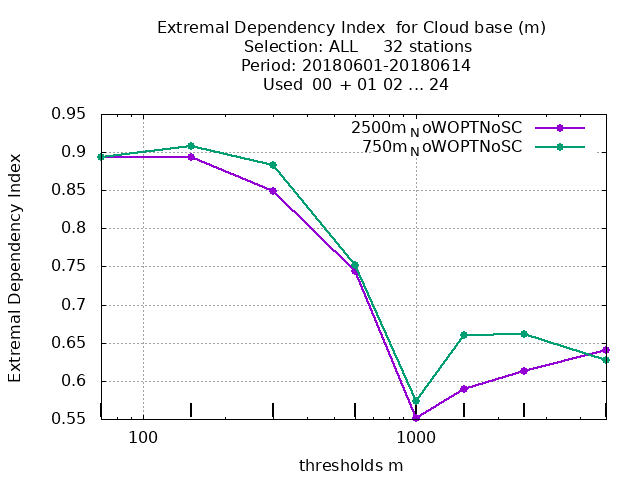 Extremal Dependency Index  for Cloud base (m)
Selection: ALL     32 stations
Period: 20180601-20180614
Used  00 + 01 02 ... 24
0.95
0.9
0.85
0.8
0.75
0.7
0.65
0.6
0.55
Extremal Dependency Index
2500m_NoWOPTNoSC
750m_NoWOPTNoSC
100
1000
thresholds m